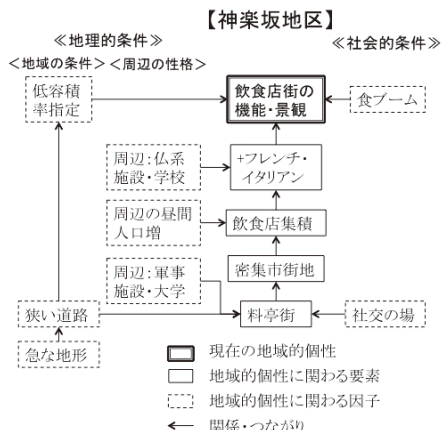 【神楽坂地区】
≪地理的条件≫
≪社会的条件≫
<地域の条件>
<周辺の性格>
低容積
率指定
飲食店街の
機能・景観
食ブーム
周辺：仏系
施設・学校
+フレンチ・
イタリアン
周辺の昼間
人口増
飲食店集積
密集市街地
周辺：軍事
施設・大学
狭い道路
料亭街
社交の場
急な地形
現在の地域的個性
地域的個性に関わる要素
地域的個性に関わる因子
関係・つながり